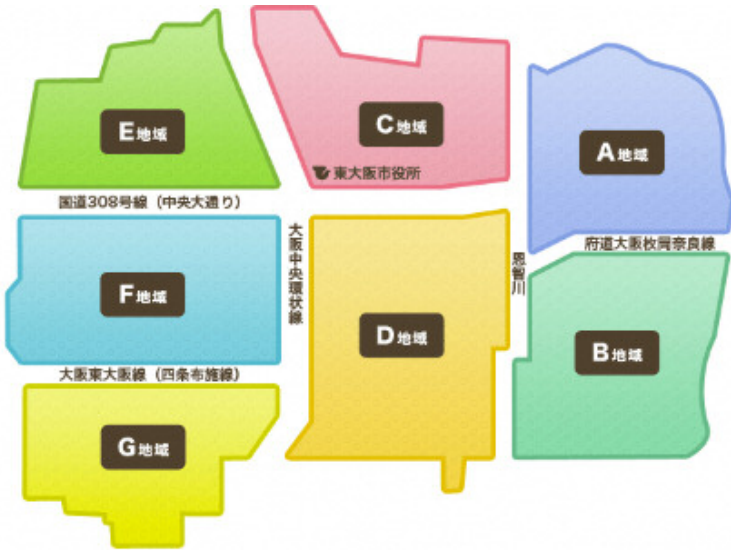 E地域
C地域
A地域
東大阪市役所
国道308号線（中央大通り）
大阪中央環状線
府道大阪枚岡奈良線
恩智川
F地域
D地域
B地域
大阪東大阪線（四条布施線）
G地域